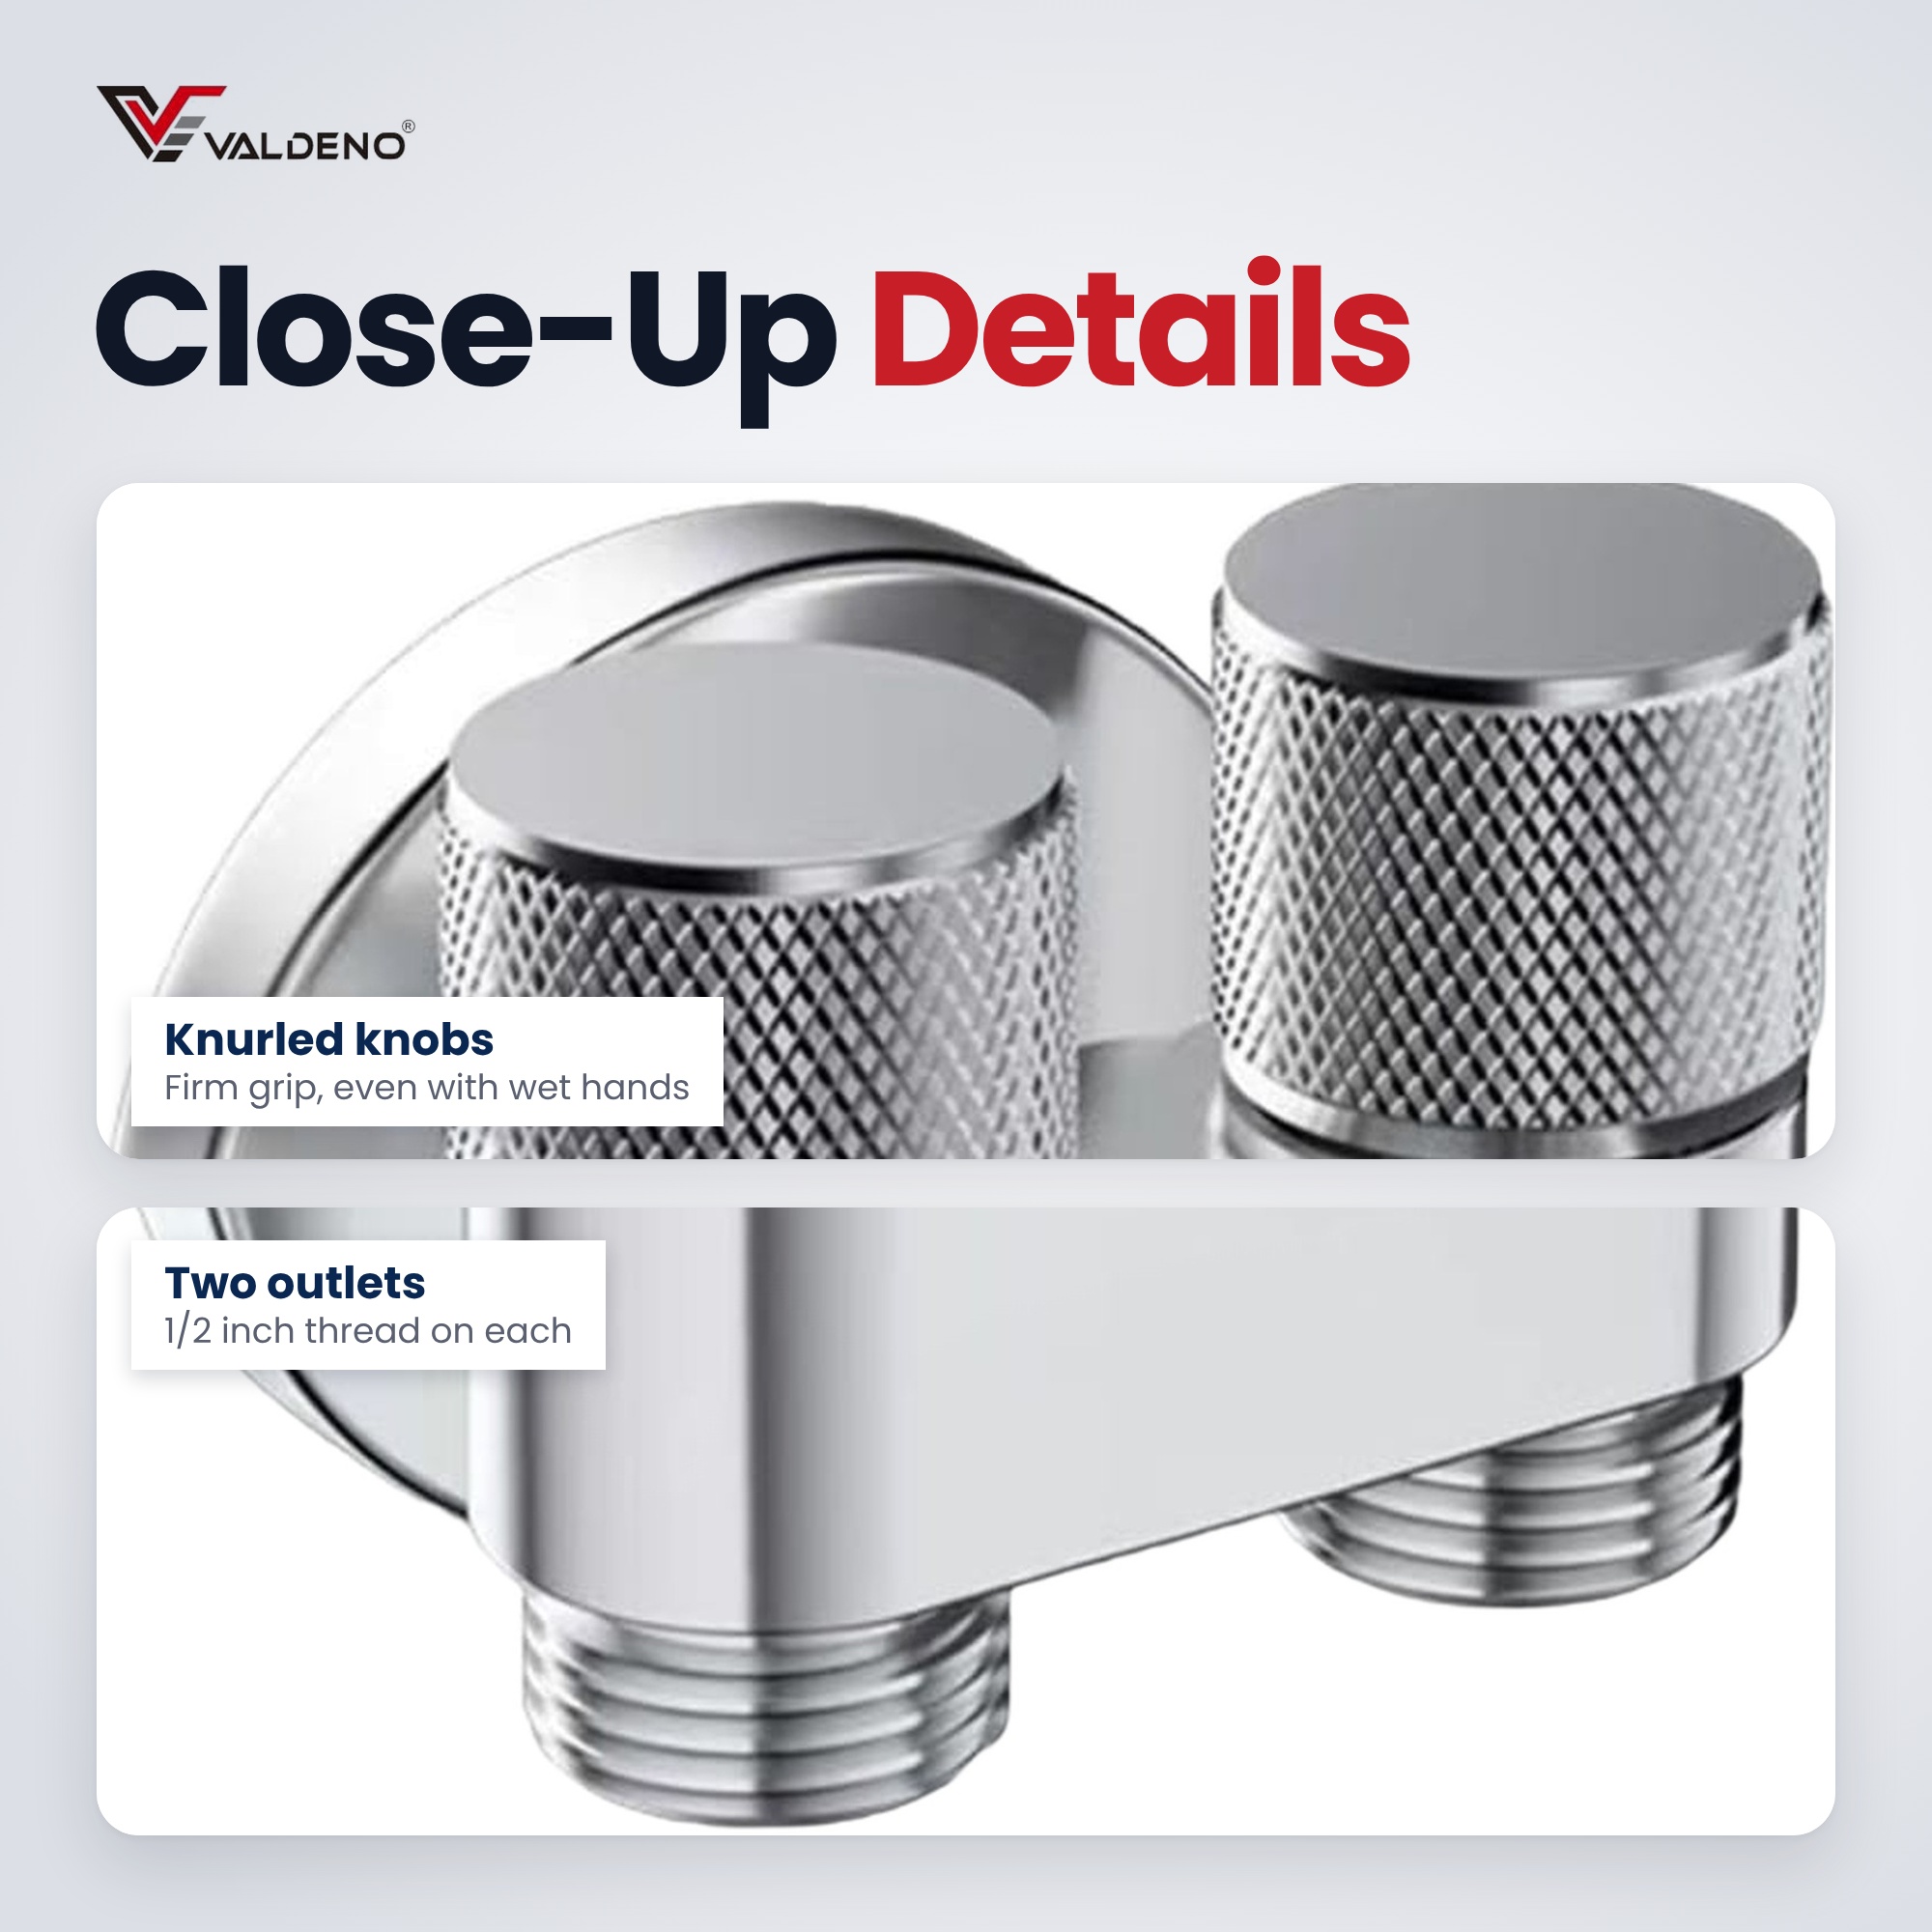 VALDENO®
Close-Up Details
Knurled knobs
Firm grip, even with wet hands
Two outlets
1/2 inch thread on each